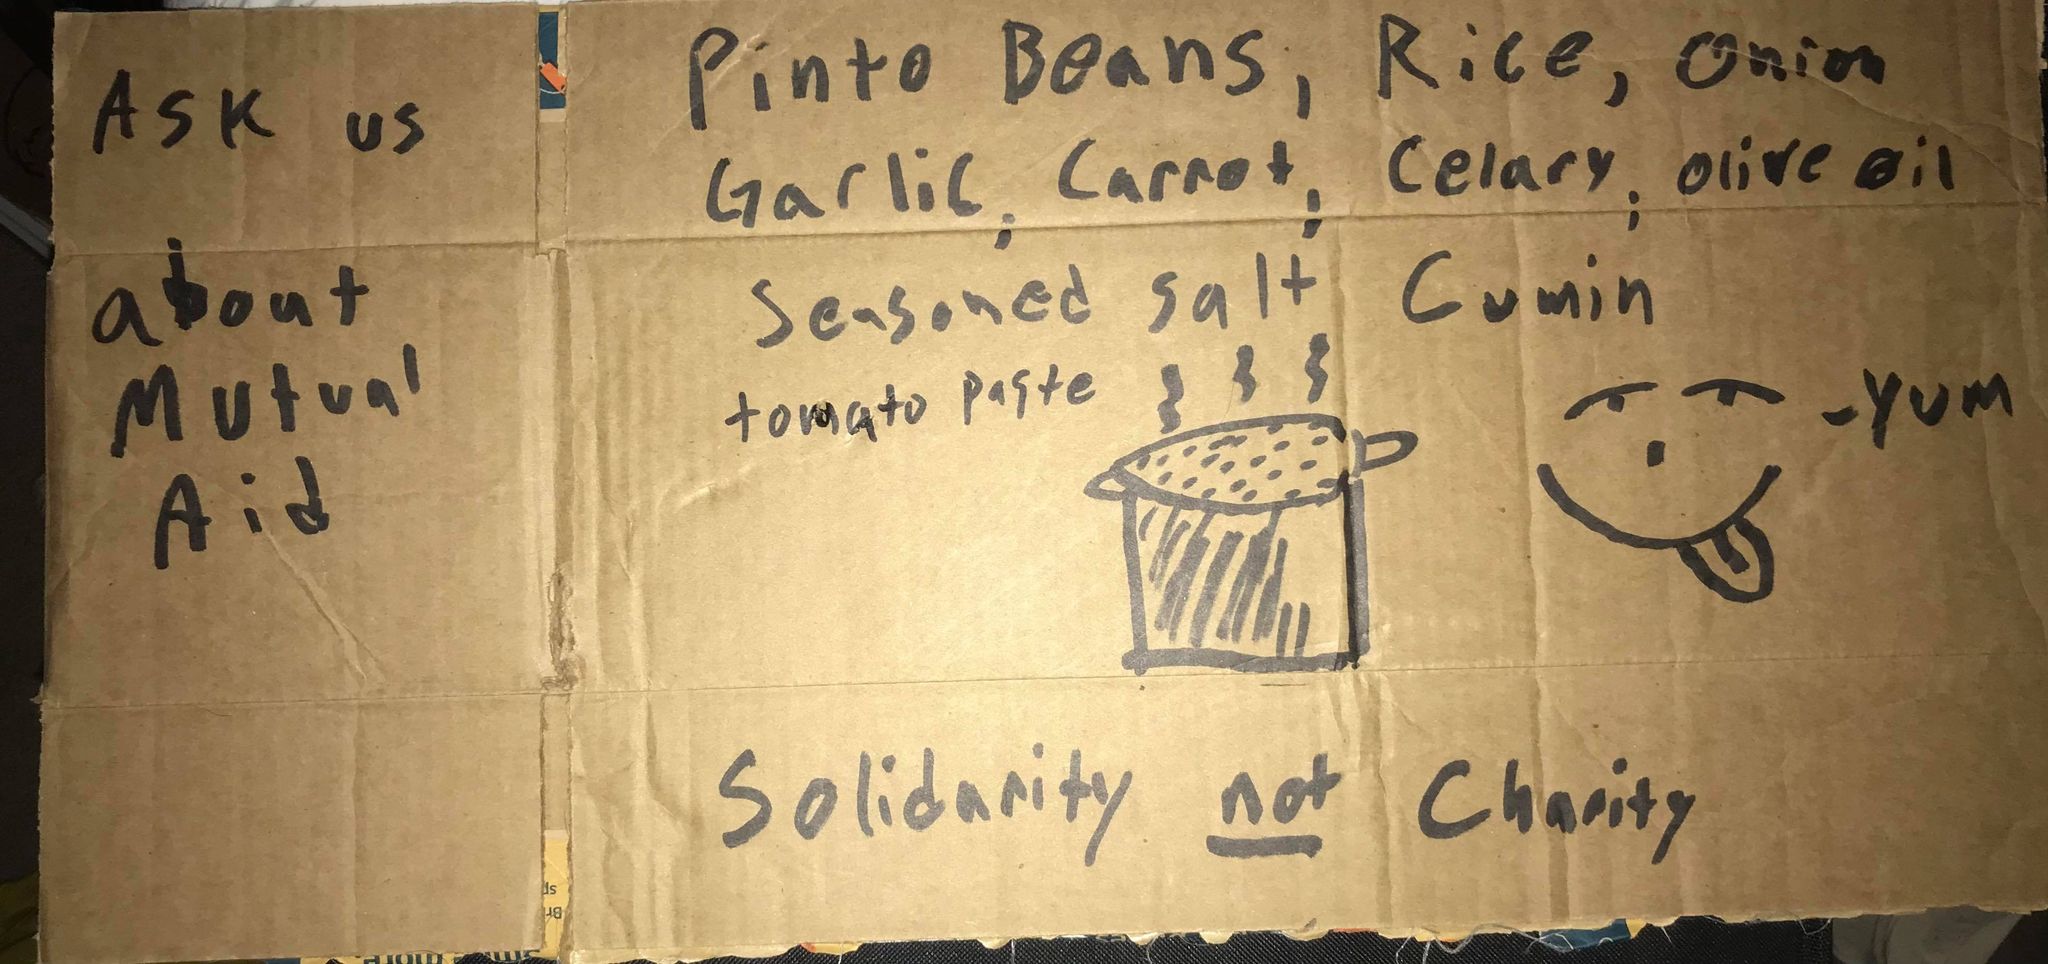 Ask us
about
Mutual
Aid
Pinto Beans, Rice, Onion
Garlic, Carrot, Celary, olive oil
Seasoned salt Cumin
tomato paste
-YUM
Solidarity not Charity